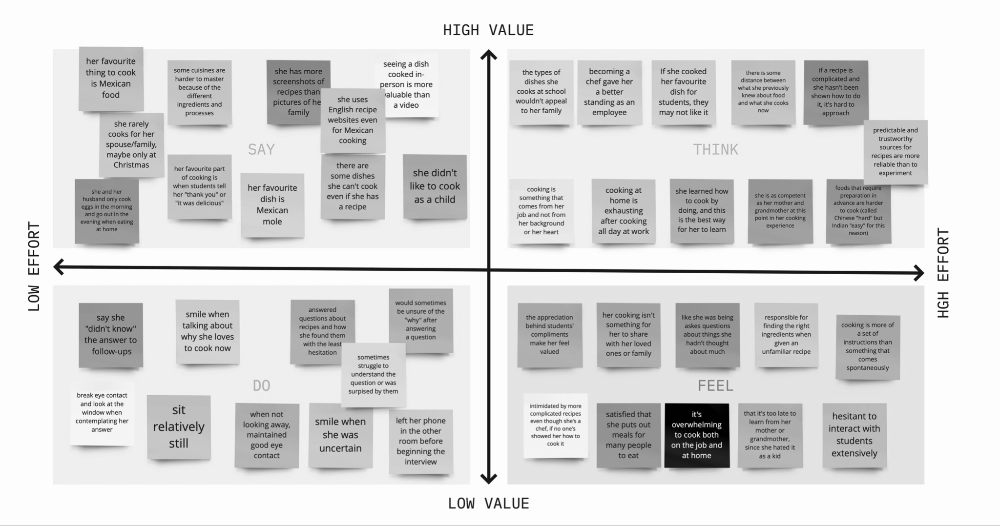 HIGH VALUE
her favourite
thing to cook
is Mexican
food
some cuisines are
harder to master
because of the
different
ingredients and
processes
she has more
screenshots of
recipes than
pictures of he
family
seeing a dish
cooked in-
person is more
valuable than
a video
she rarely
cooks for her
spouse/family,
maybe only at
Christmas
she uses
English recipe
websites even
for Mexican
cooking
SAY
she and her
husband only cook
eggs in the morning
and go out in the
evening when eating
at home
her favourite part
of cooking is
when students tell
her "thank you" or
"it was delicious"
her favourite
dish is
Mexican
mole
there are
some dishes
she can't cook
even if she has
a recipe
she didn't
like to cook
as a child
the types of
dishes she
cooks at school
wouldn't appeal
to her family
becoming a
chef gave her
a better
standing as an
employee
If she cooked
her favourite
dish for
students, they
may not like it
there is some
distance between
what she previously
knew about food
and what she cooks
now
if a recipe is
complicated and
she hasn't been
shown how to do
it, it's hard to
approach
predictable and
trustworthy
sources for
recipes are more
reliable than to
experiment
THINK
cooking is
something that
comes from her
job and not from
her background
or her heart
cooking at
home is
exhausting
after cooking
all day at work
she learned how
to cook by
doing, and this
is the best way
for her to learn
she is as competent
as her mother and
grandmother at this
point in her cooking
experience
foods that require
preparation in
advance are harder
to cook (called
Chinese "hard" but
Indian "easy" for this
reason)
LOW EFFORT
HGH EFFORT
say she
"didn't know"
the answer to
follow-ups
smile when
talking about
why she loves
to cook now
answered
questions about
recipes and how
she found them
with the least
hesitation
would sometimes
be unsure of the
"why" after
answering
a question
sometimes
struggle to
understand the
question or was
surpised by them
DO
break eye contact
and look at the
window when
contemplating her
answer
sit
relatively
still
when not
looking away,
maintained
good eye
contact
smile when
she was
uncertain
left her phone
in the other
room before
beginning the
interview
the appreciation
behind students'
compliments
make her feel
valued
her cooking isn't
something for
her to share
with her loved
ones or family
like she was being
askes questions
about things she
hadn't thought
about much
responsible for
finding the right
ingredients when
given an
unfamiliar recipe
cooking is more of
a set of
instructions than
something that
comes
spontaneously
FEEL
intimidated by more
complicated recipes
even though she's a
chef, if no one's
showed her how to
cook it
satisfied that
she puts out
meals for
many people
to eat
it's
overwhelming
to cook both
on the job and
at home
that it's too late to
learn from her
mother or
grandmother,
since she hated it
as a kid
hesitant to
interact with
students
extensively
LOW VALUE